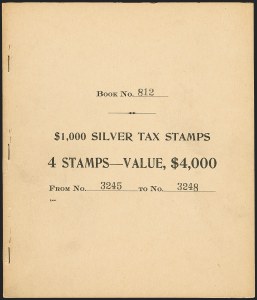 Book No. 812
$1,000 SILVER TAX STAMPS
4 STAMPS—VALUE, $4,000
From No. 3245 to No. 3248